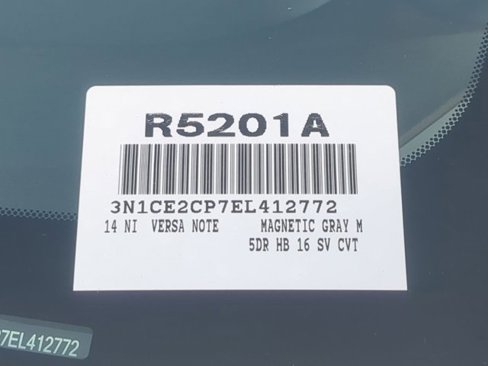 R5201A
3N1CE2CP7EL412772
14 NI VERSA NOTE MAGNETIC GRAY M
5DR HB 16 SV CVT
7EL412772